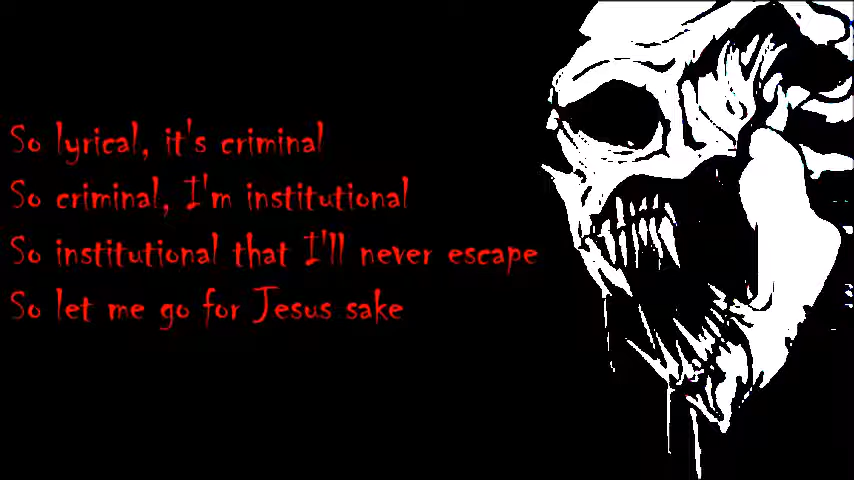 So lyrical, it's criminal
So criminal, I'm institutional
So institutional that I'll never escape
So let me go for Jesus sake